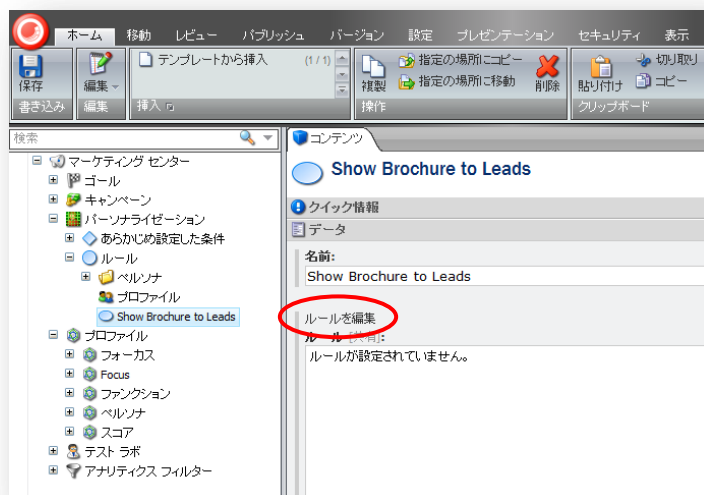 ホーム 移動 レビュー パブリッシュ バージョン 設定 プレゼンテーション セキュリティ 表示
保存
書き込み
編集
編集
テンプレートから挿入 (1 / 1)
挿入
複製
指定の場所にコピー
指定の場所に移動
削除
操作
貼り付け
切り取り
コピー
クリップボード
検索
マーケティング センター
ゴール
キャンペーン
パーソナライゼーション
あらかじめ設定した条件
ルール
ペルソナ
プロファイル
Show Brochure to Leads
プロファイル
フォーカス
Focus
ファンクション
ペルソナ
スコア
テスト ラボ
アナリティクス フィルター
コンテンツ
Show Brochure to Leads
クイック情報
データ
名前:
Show Brochure to Leads
ルールを編集
ルール [共有]:
ルールが設定されていません。